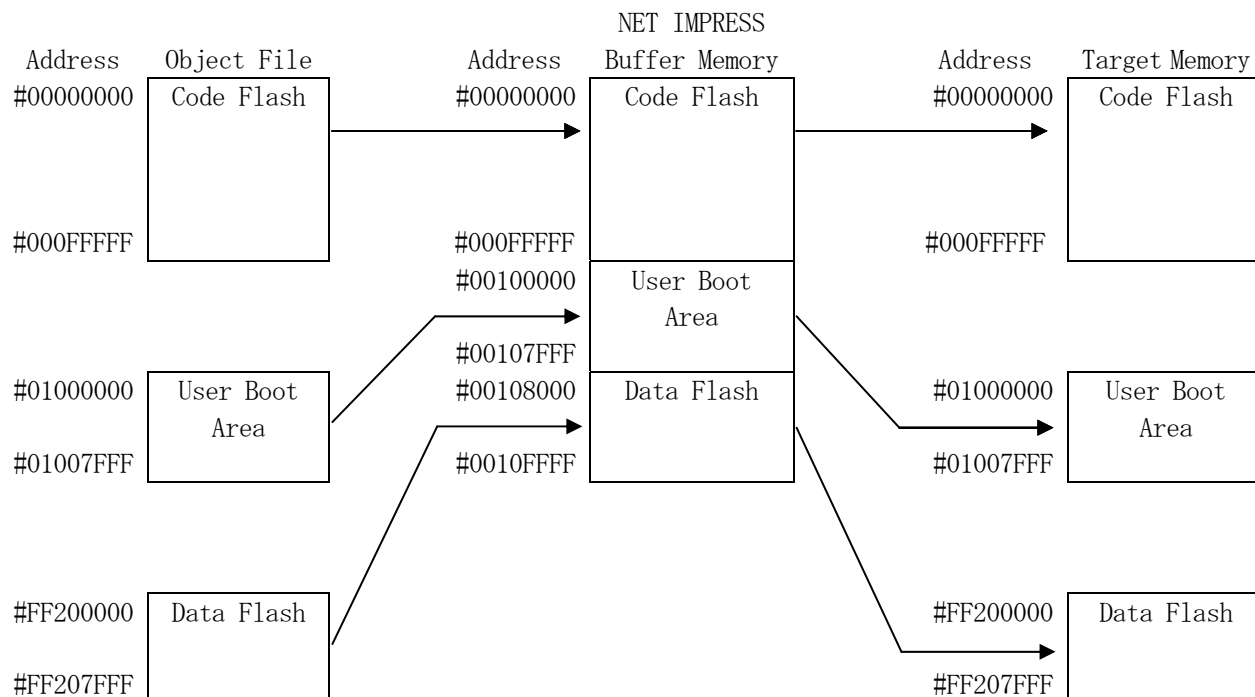 NET IMPRESS
Address Object File Address Buffer Memory Address Target Memory
#00000000 Code Flash #00000000 Code Flash #00000000 Code Flash
#000FFFFF #000FFFFF #000FFFFF
#00100000 User Boot
Area
#00107FFF
#01000000 User Boot #00108000 Data Flash #01000000 User Boot
Area Area
#01007FFF #0010FFFF #01007FFF
#FF200000 Data Flash #FF200000 Data Flash
#FF207FFF #FF207FFF